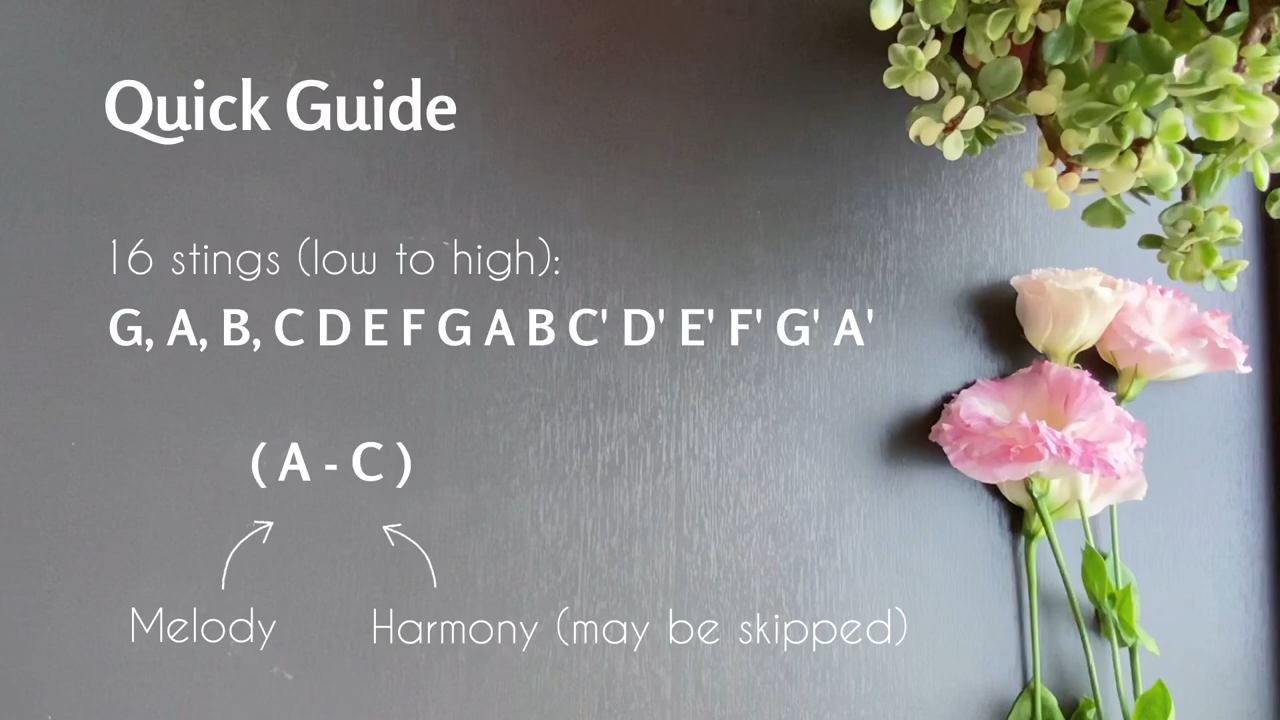 Quick Guide
16 stings (low to high):
G, A, B, C D E F G A B C' D' E' F' G' A'
( A - C )
Melody Harmony (may be skipped)